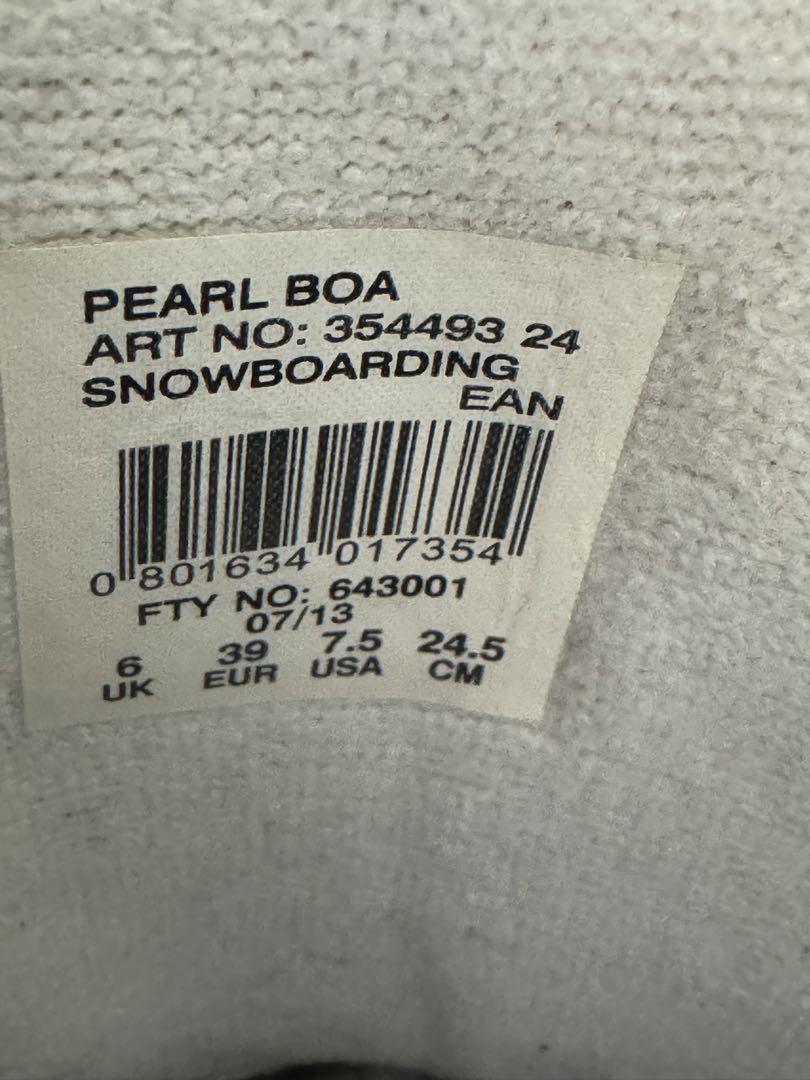 PEARL BOA
ART NO: 354493 24
SNOWBOARDING
EAN
0 801634 017354
FTY NO: 643001
07/13
6 39 7.5 24.5
UK EUR USA CM